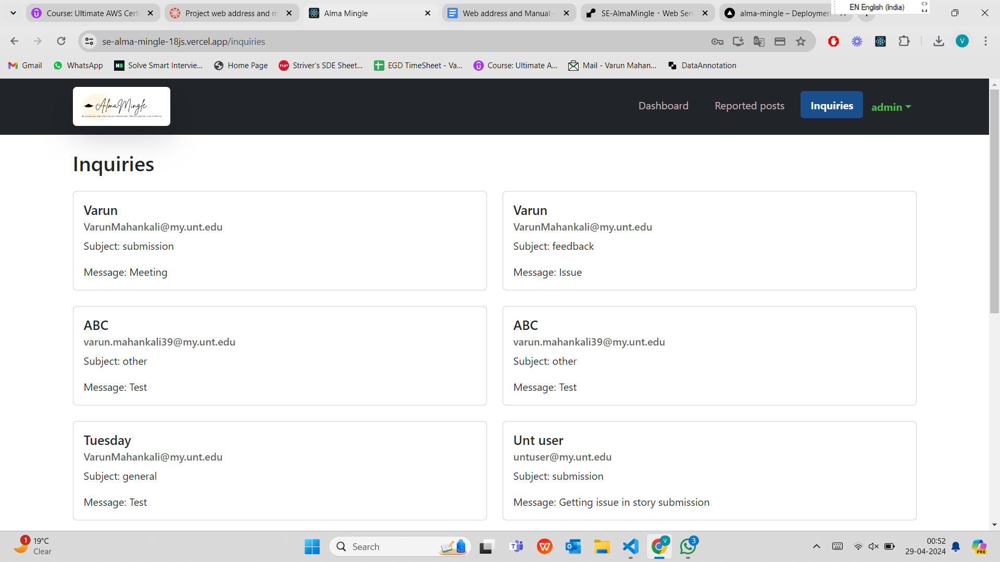 Course: Ultimate AWS Cert
Project web address and m
Alma Mingle
Web address and Manual -
SE-AlmaMingle · Web Serv
alma-mingle – Deploymen
EN English (India)
se-alma-mingle-18js.vercel.app/inquiries
V
Gmail
WhatsApp
Solve Smart Intervie...
Home Page
Striver's SDE Sheet...
EGD TimeSheet - Va...
Course: Ultimate A...
Mail - Varun Mahan...
DataAnnotation
AlmaMingle
Dashboard
Reported posts
Inquiries
admin
Inquiries
Varun
VarunMahankali@my.unt.edu
Subject: submission
Message: Meeting
Varun
VarunMahankali@my.unt.edu
Subject: feedback
Message: Issue
ABC
varun.mahankali39@my.unt.edu
Subject: other
Message: Test
ABC
varun.mahankali39@my.unt.edu
Subject: other
Message: Test
Tuesday
VarunMahankali@my.unt.edu
Subject: general
Message: Test
Unt user
untuser@my.unt.edu
Subject: submission
Message: Getting issue in story submission
1
19°C
Clear
Search
V
3
00:52
29-04-2024
PRE